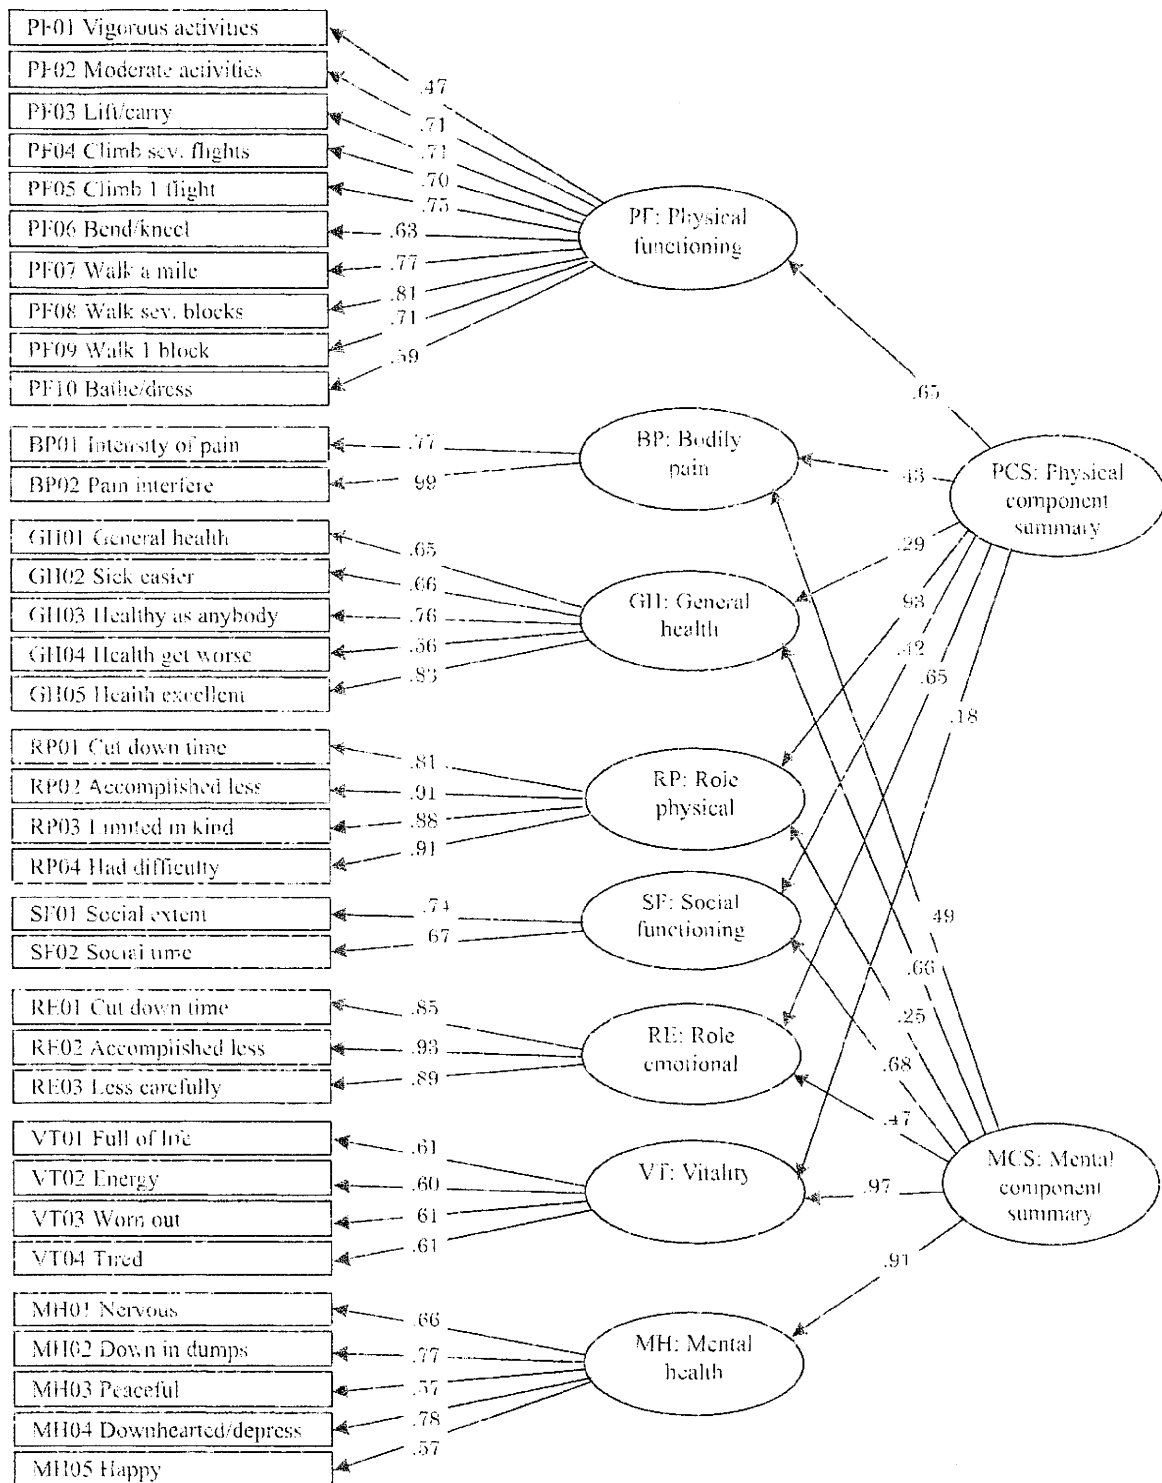 PF01 Vigorous activities
PF02 Moderate activities
PF03 Lift/carry
PF04 Climb sev. flights
PF05 Climb 1 flight
PF06 Bend/kneel
PF07 Walk a mile
PF08 Walk sev. blocks
PF09 Walk 1 block
PF10 Bathe/dress
.47
.71
.71
.70
.75
.63
.77
.81
.71
.59
PF: Physical
functioning
.65
BP01 Intensity of pain
BP02 Pain interfere
.77
.99
BP: Bodily
pain
.43
PCS: Physical
component
summary
GH01 General health
GH02 Sick easier
GH03 Healthy as anybody
GH04 Health get worse
GH05 Health excellent
.65
.66
.76
.56
.83
GH: General
health
.29
.93
.42
.65
.18
RP01 Cut down time
RP02 Accomplished less
RP03 Limited in kind
RP04 Had difficulty
.81
.91
.88
.91
RP: Role
physical
SF01 Social extent
SF02 Social time
.74
.67
SF: Social
functioning
.49
.66
.25
.68
.47
RE01 Cut down time
RE02 Accomplished less
RE03 Less carefully
.85
.93
.89
RE: Role
emotional
VT01 Full of life
VT02 Energy
VT03 Worn out
VT04 Tired
.61
.60
.61
.61
VT: Vitality
.97
MCS: Mental
component
summary
.91
MH01 Nervous
MH02 Down in dumps
MH03 Peaceful
MH04 Downhearted/depress
MH05 Happy
.66
.77
.57
.78
.57
MH: Mental
health